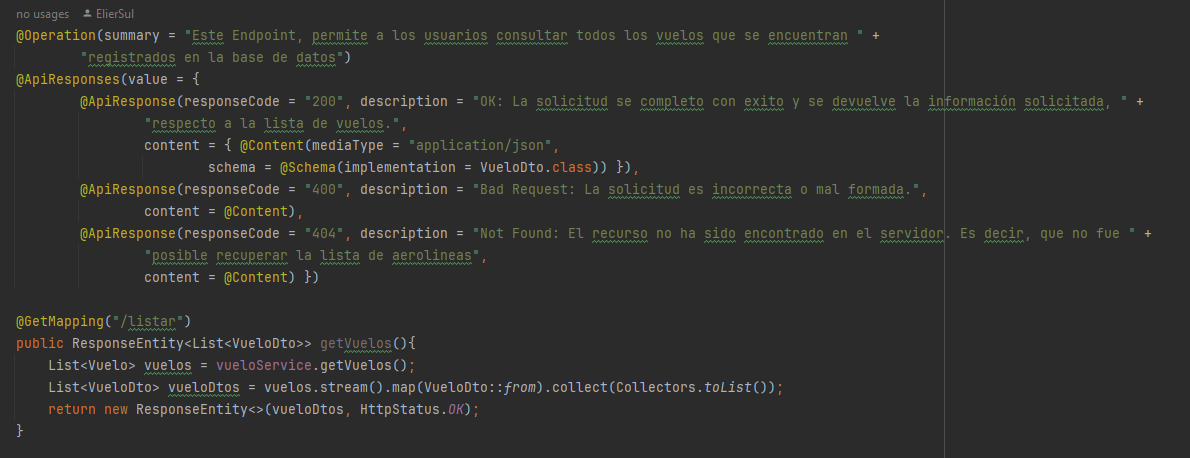 no usages   ElierSul
@Operation(summary = "Este Endpoint, permite a los usuarios consultar todos los vuelos que se encuentran " +
        "registrados en la base de datos")
@ApiResponses(value = {
        @ApiResponse(responseCode = "200", description = "OK: La solicitud se completo con exito y se devuelve la información solicitada, " +
                "respecto a la lista de vuelos.",
                content = { @Content(mediaType = "application/json",
                        schema = @Schema(implementation = VueloDto.class)) }),
        @ApiResponse(responseCode = "400", description = "Bad Request: La solicitud es incorrecta o mal formada.",
                content = @Content),
        @ApiResponse(responseCode = "404", description = "Not Found: El recurso no ha sido encontrado en el servidor. Es decir, que no fue " +
                "posible recuperar la lista de aerolineas",
                content = @Content) })
@GetMapping("/listar")
public ResponseEntity<List<VueloDto>> getVuelos(){
    List<Vuelo> vuelos = vueloService.getVuelos();
    List<VueloDto> vueloDtos = vuelos.stream().map(VueloDto::from).collect(Collectors.toList());
    return new ResponseEntity<>(vueloDtos, HttpStatus.OK);
}